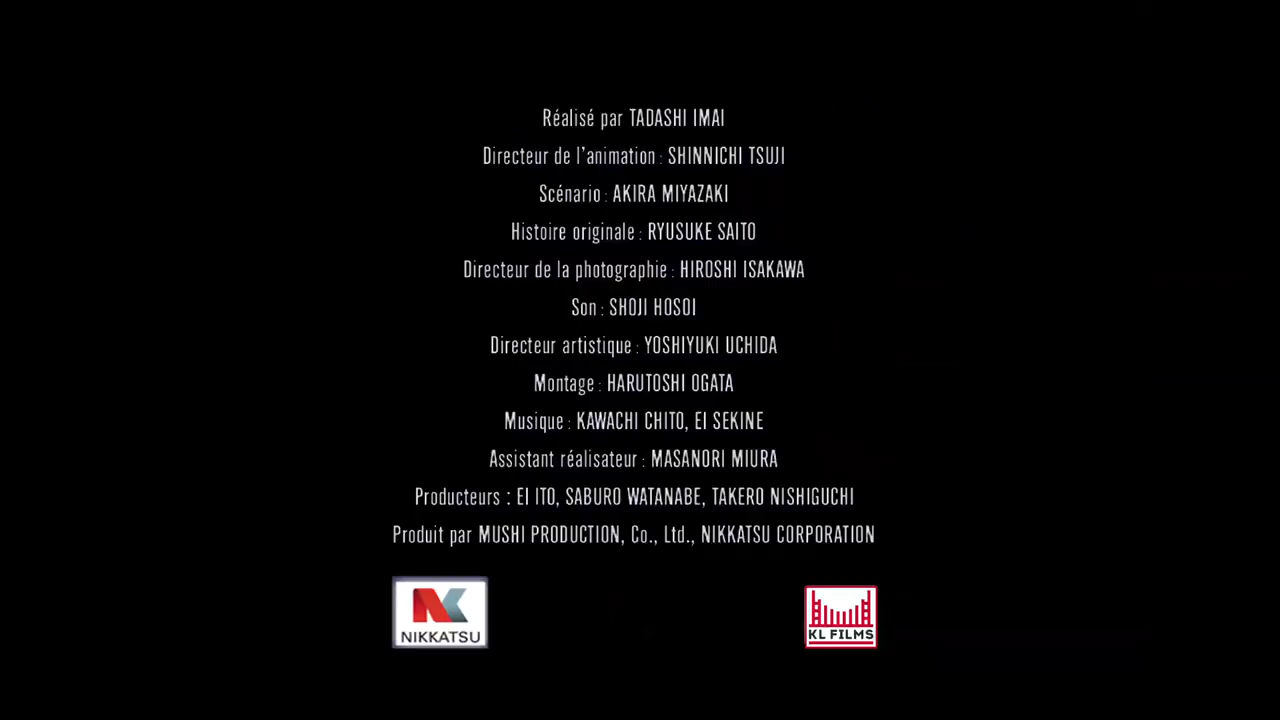 Réalisé par TADASHI IMAI
Directeur de l'animation : SHINNICHI TSUJI
Scénario : AKIRA MIYAZAKI
Histoire originale : RYUSUKE SAITO
Directeur de la photographie : HIROSHI ISAKAWA
Son : SHOJI HOSOI
Directeur artistique : YOSHIYUKI UCHIDA
Montage : HARUTOSHI OGATA
Musique : KAWACHI CHITO, EI SEKINE
Assistant réalisateur : MASANORI MIURA
Producteurs : EI ITO, SABURO WATANABE, TAKERO NISHIGUCHI
Produit par MUSHI PRODUCTION, Co., Ltd., NIKKATSU CORPORATION
NIKKATSU
KL FILMS